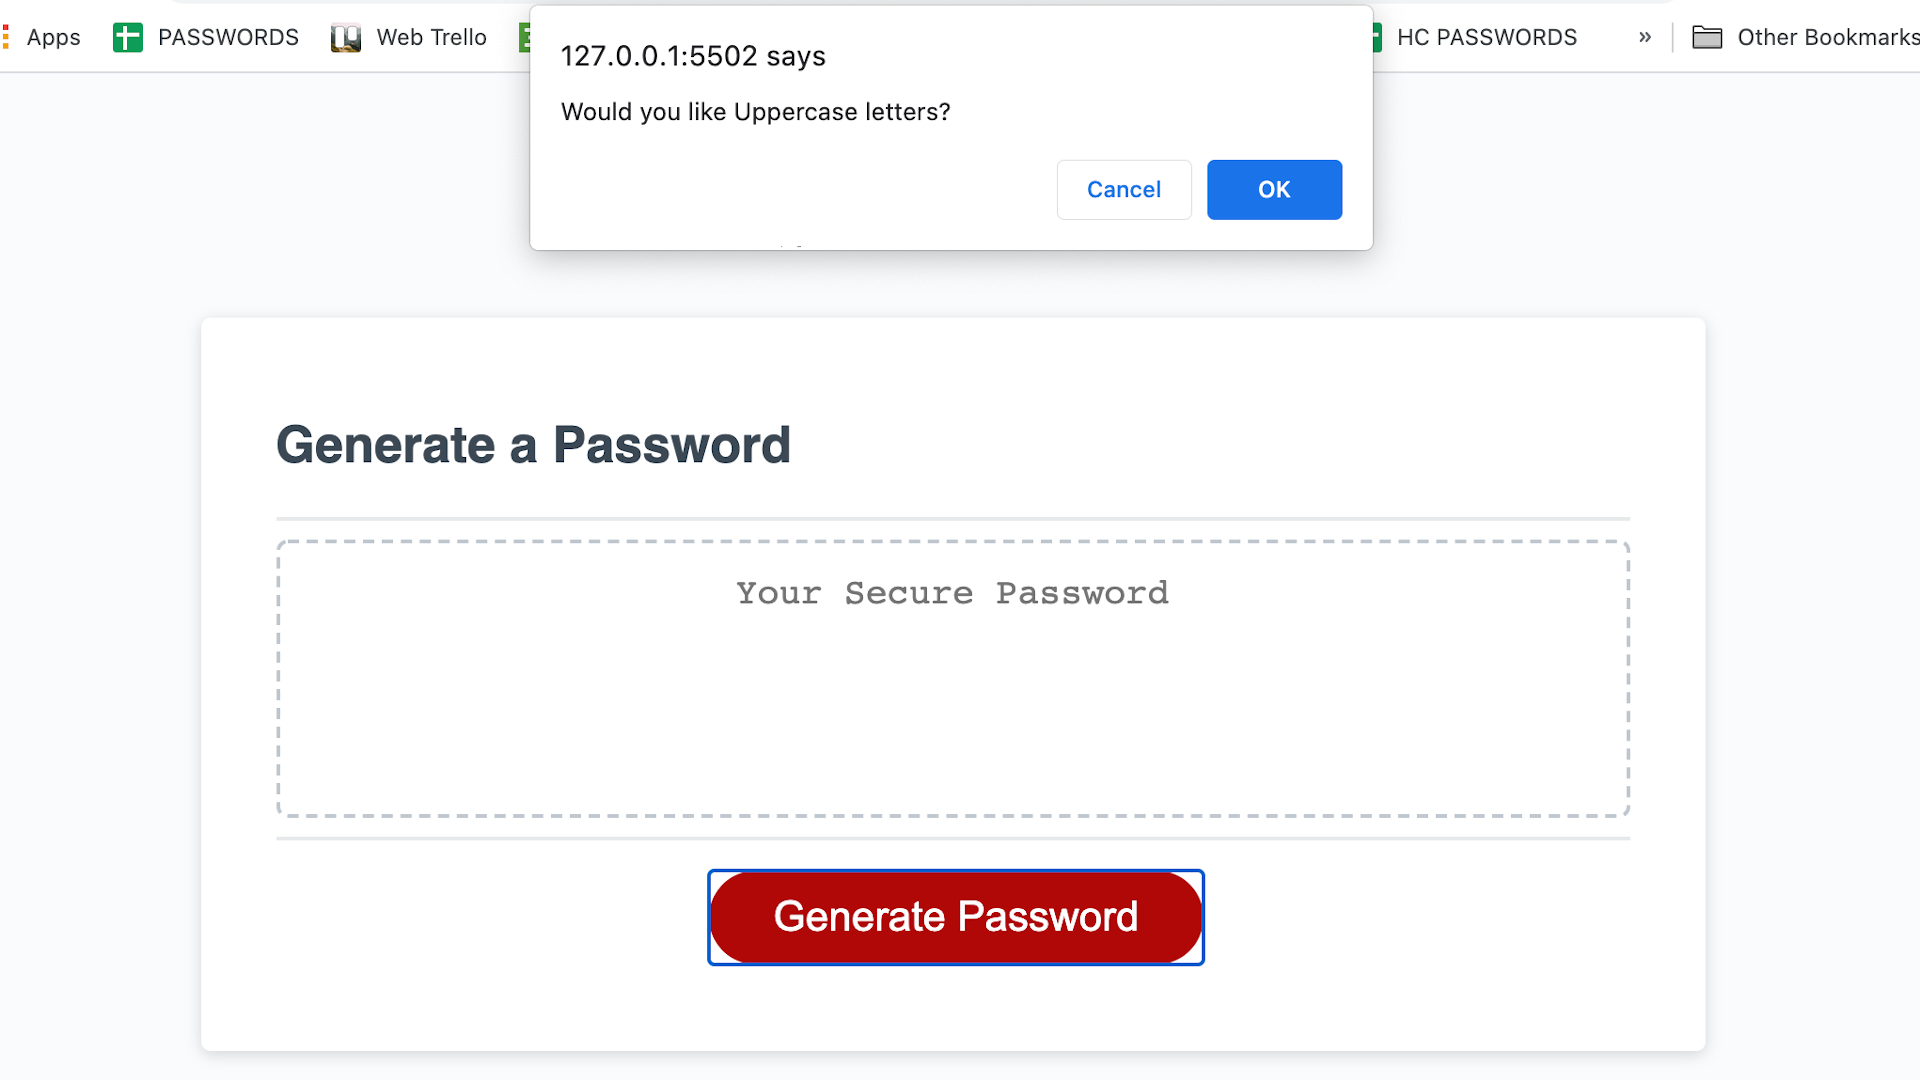 Apps PASSWORDS Web Trello HC PASSWORDS » Other Bookmarks
127.0.0.1:5502 says
Would you like Uppercase letters?
Cancel OK
Generate a Password
Your Secure Password
Generate Password